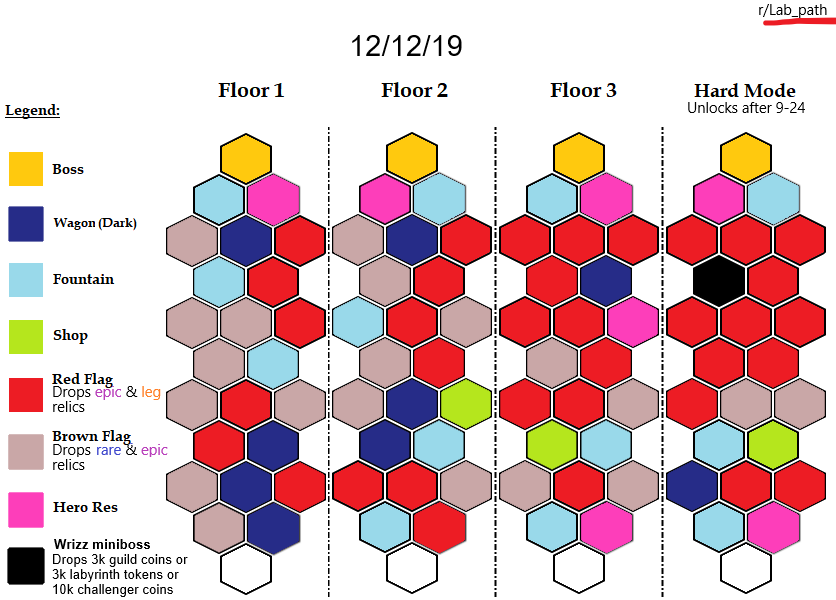 r/Lab_path
12/12/19
Floor 1
Floor 2
Floor 3
Hard Mode
Unlocks after 9-24
Legend:
Boss
Wagon (Dark)
Fountain
Shop
Red Flag
Drops epic & leg
relics
Brown Flag
Drops rare & epic
relics
Hero Res
Wrizz miniboss
Drops 3k guild coins or
3k labyrinth tokens or
10k challenger coins